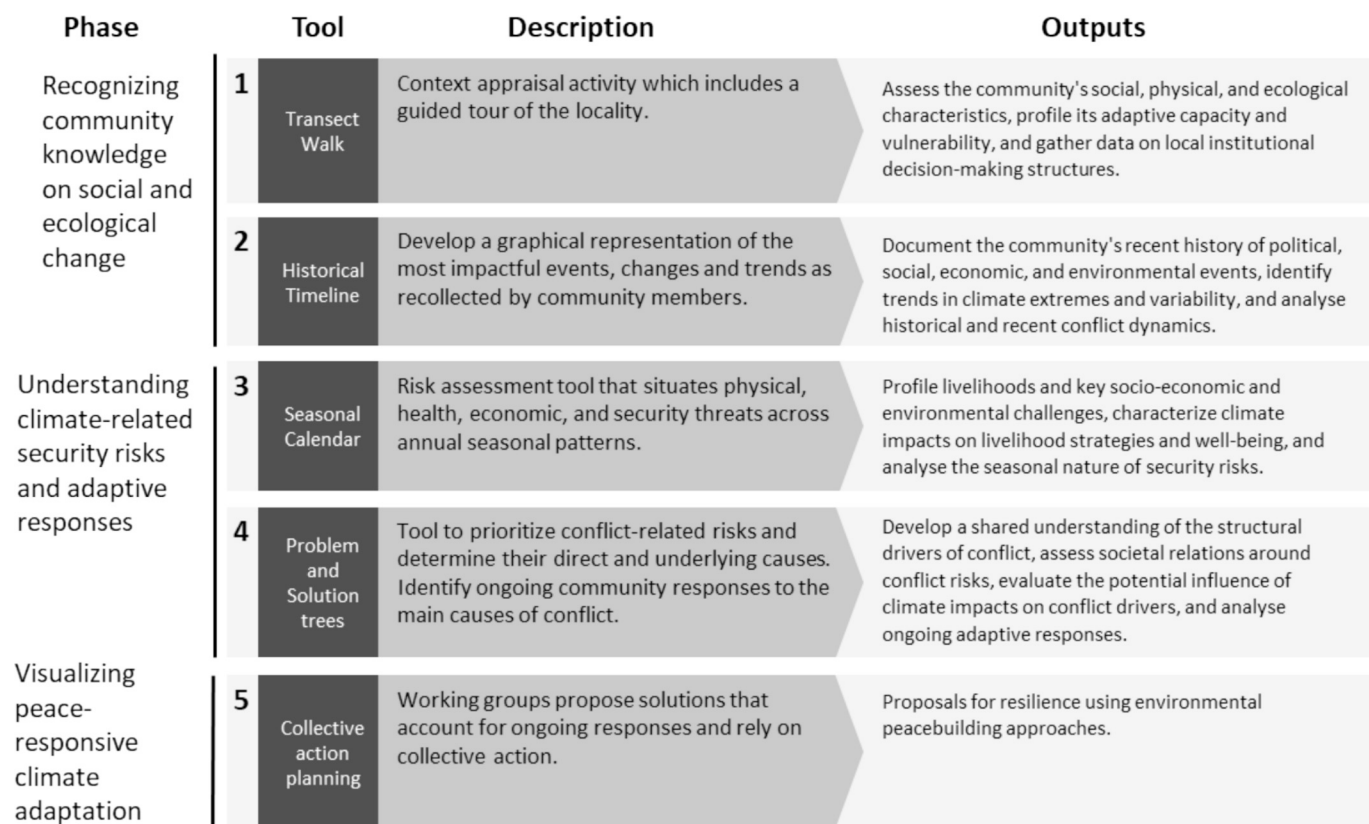 Phase
Tool
Description
Outputs
Recognizing
community
knowledge
on social and
ecological
change
1
Transect
Walk
Context appraisal activity which includes a
guided tour of the locality.
Assess the community's social, physical, and ecological
characteristics, profile its adaptive capacity and
vulnerability, and gather data on local institutional
decision-making structures.
2
Historical
Timeline
Develop a graphical representation of the
most impactful events, changes and trends as
recollected by community members.
Document the community's recent history of political,
social, economic, and environmental events, identify
trends in climate extremes and variability, and analyse
historical and recent conflict dynamics.
Understanding
climate-related
security risks
and adaptive
responses
3
Seasonal
Calendar
Risk assessment tool that situates physical,
health, economic, and security threats across
annual seasonal patterns.
Profile livelihoods and key socio-economic and
environmental challenges, characterize climate
impacts on livelihood strategies and well-being, and
analyse the seasonal nature of security risks.
4
Problem
and
Solution
trees
Tool to prioritize conflict-related risks and
determine their direct and underlying causes.
Identify ongoing community responses to the
main causes of conflict.
Develop a shared understanding of the structural
drivers of conflict, assess societal relations around
conflict risks, evaluate the potential influence of
climate impacts on conflict drivers, and analyse
ongoing adaptive responses.
Visualizing
peace-
responsive
climate
adaptation
5
Collective
action
planning
Working groups propose solutions that
account for ongoing responses and rely on
collective action.
Proposals for resilience using environmental
peacebuilding approaches.